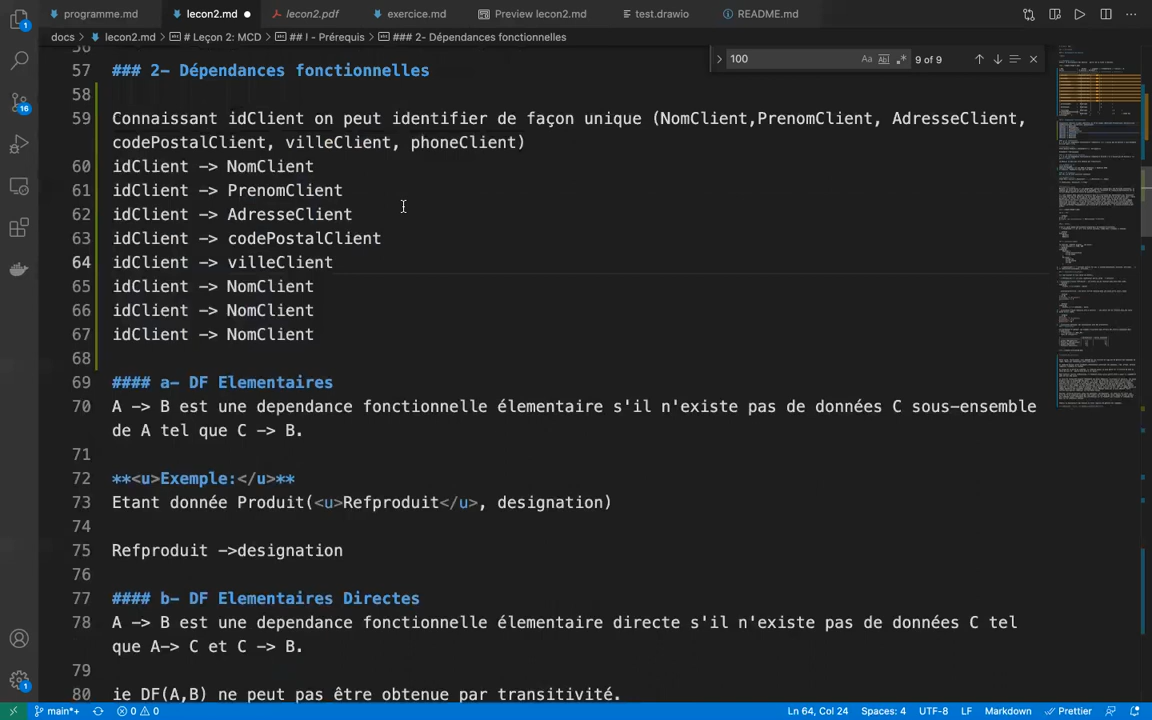 programme.md
lecon2.md
lecon2.pdf
exercice.md
Preview lecon2.md
test.drawio
README.md
docs > lecon2.md > # Leçon 2: MCD > ## I - Prérequis > ### 2- Dépendances fonctionnelles
100
Aa
Ab
9 of 9
57 ### 2- Dépendances fonctionnelles
58
59 Connaissant idClient on peut identifier de façon unique (NomClient,PrenomClient, AdresseClient,
codePostalClient, villeClient, phoneClient)
60 idClient -> NomClient
61 idClient -> PrenomClient
62 idClient -> AdresseClient
63 idClient -> codePostalClient
64 idClient -> villeClient
65 idClient -> NomClient
66 idClient -> NomClient
67 idClient -> NomClient
68
69 #### a- DF Elementaires
70 A -> B est une dependance fonctionnelle élementaire s'il n'existe pas de données C sous-ensemble
de A tel que C -> B.
71
72 **<u>Exemple:</u>**
73 Etant donnée Produit(<u>Refproduit</u>, designation)
74
75 Refproduit ->designation
76
77 #### b- DF Elementaires Directes
78 A -> B est une dependance fonctionnelle élementaire directe s'il n'existe pas de données C tel
que A-> C et C -> B.
79
80 ie DF(A,B) ne peut pas être obtenue par transitivité.
1
16
1
main*+
0
0
Ln 64, Col 24
Spaces: 4
UTF-8
LF
Markdown
Prettier